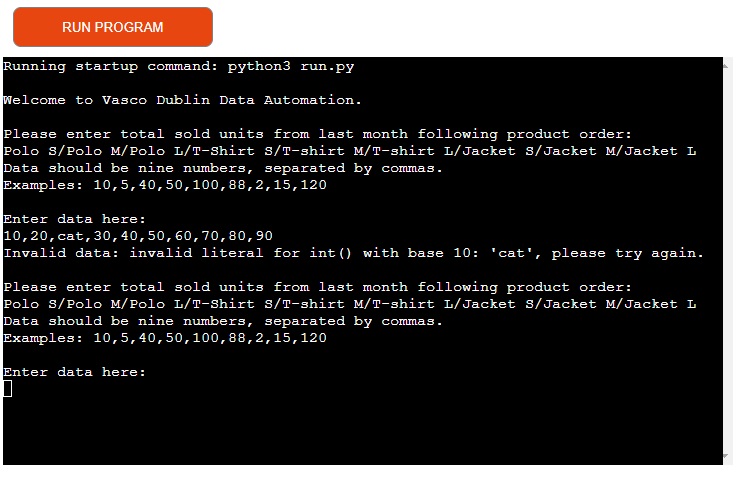 RUN PROGRAM
Running startup command: python3 run.py
Welcome to Vasco Dublin Data Automation.
Please enter total sold units from last month following product order:
Polo S/Polo M/Polo L/T-Shirt S/T-shirt M/T-shirt L/Jacket S/Jacket M/Jacket L
Data should be nine numbers, separated by commas.
Examples: 10,5,40,50,100,88,2,15,120
Enter data here:
10,20,cat,30,40,50,60,70,80,90
Invalid data: invalid literal for int() with base 10: 'cat', please try again.
Please enter total sold units from last month following product order:
Polo S/Polo M/Polo L/T-Shirt S/T-shirt M/T-shirt L/Jacket S/Jacket M/Jacket L
Data should be nine numbers, separated by commas.
Examples: 10,5,40,50,100,88,2,15,120
Enter data here: